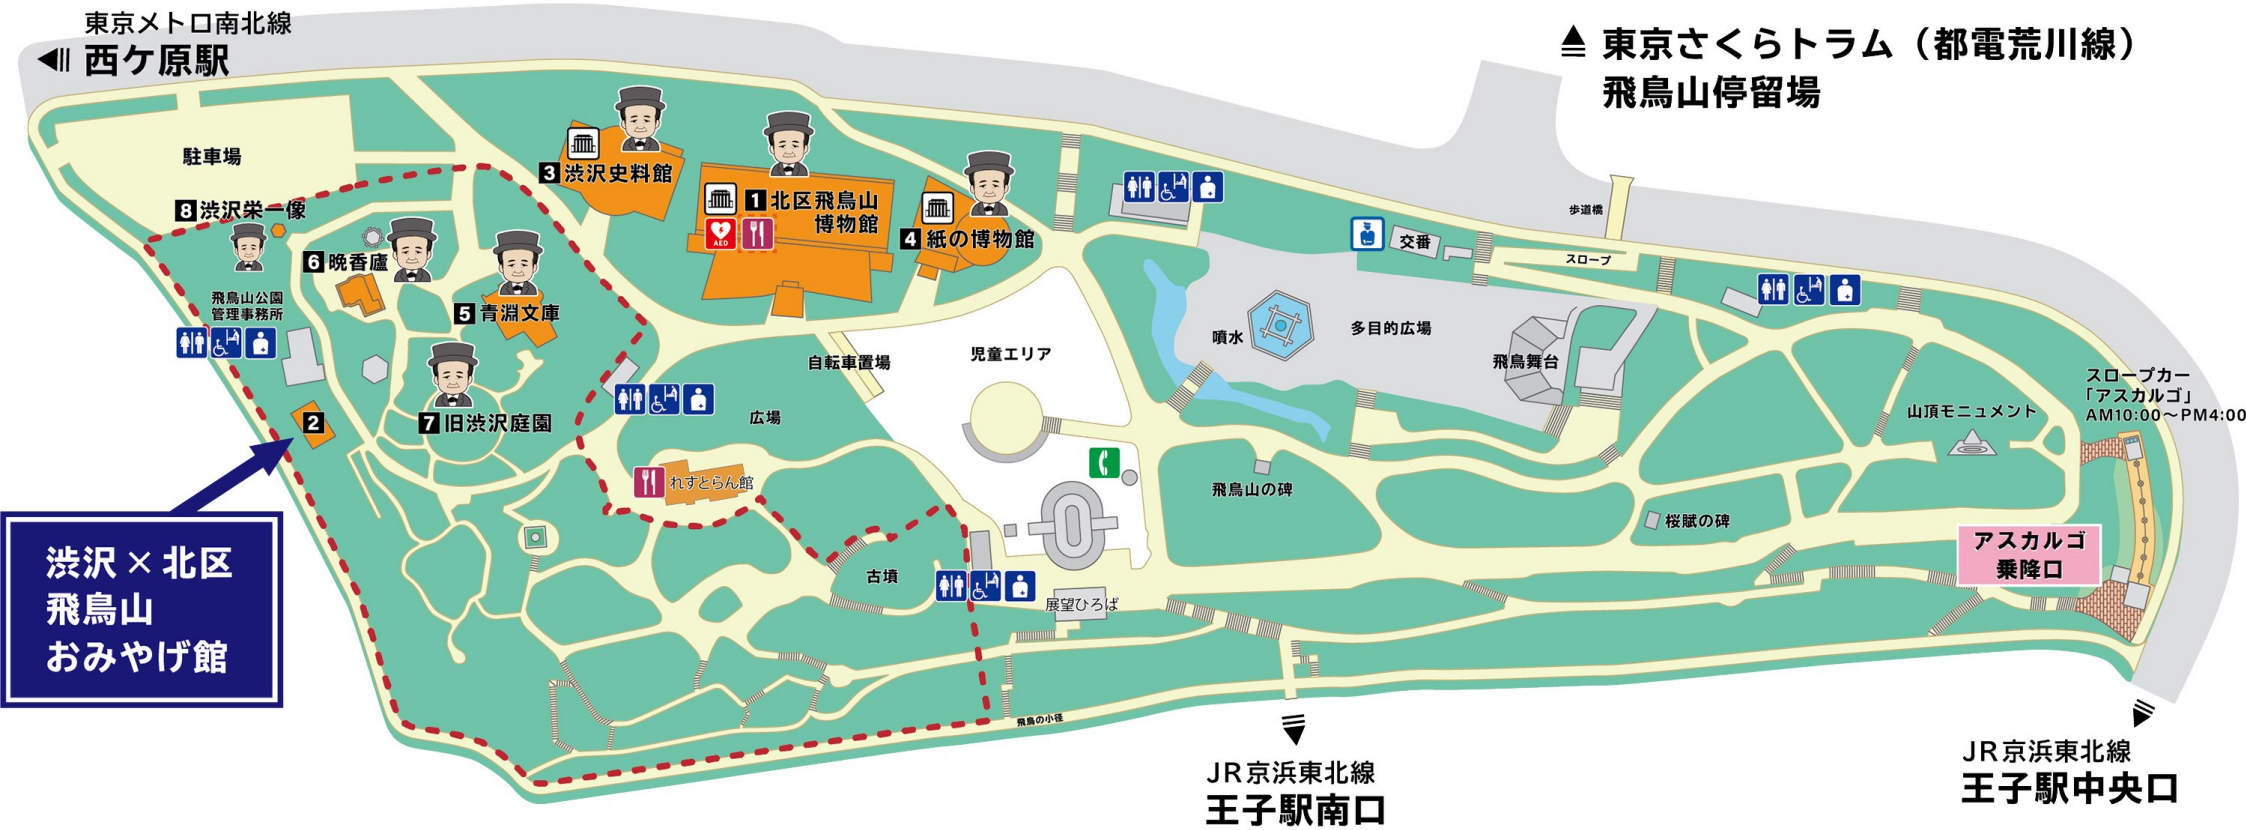 東京メトロ南北線
西ケ原駅
東京さくらトラム（都電荒川線）
飛鳥山停留場
駐車場
3 渋沢史料館
1 北区飛鳥山
博物館
AED
4 紙の博物館
8 渋沢栄一像
6 晩香廬
5 青淵文庫
飛鳥山公園
管理事務所
7 旧渋沢庭園
2
渋沢×北区
飛鳥山
おみやげ館
自転車置場
児童エリア
広場
れすとらん館
古墳
展望ひろば
飛鳥の小径
交番
歩道橋
スロープ
噴水
多目的広場
飛鳥舞台
飛鳥山の碑
桜賦の碑
山頂モニュメント
スロープカー
「アスカルゴ」
AM10:00～PM4:00
アスカルゴ
乗降口
JR京浜東北線
王子駅南口
JR京浜東北線
王子駅中央口